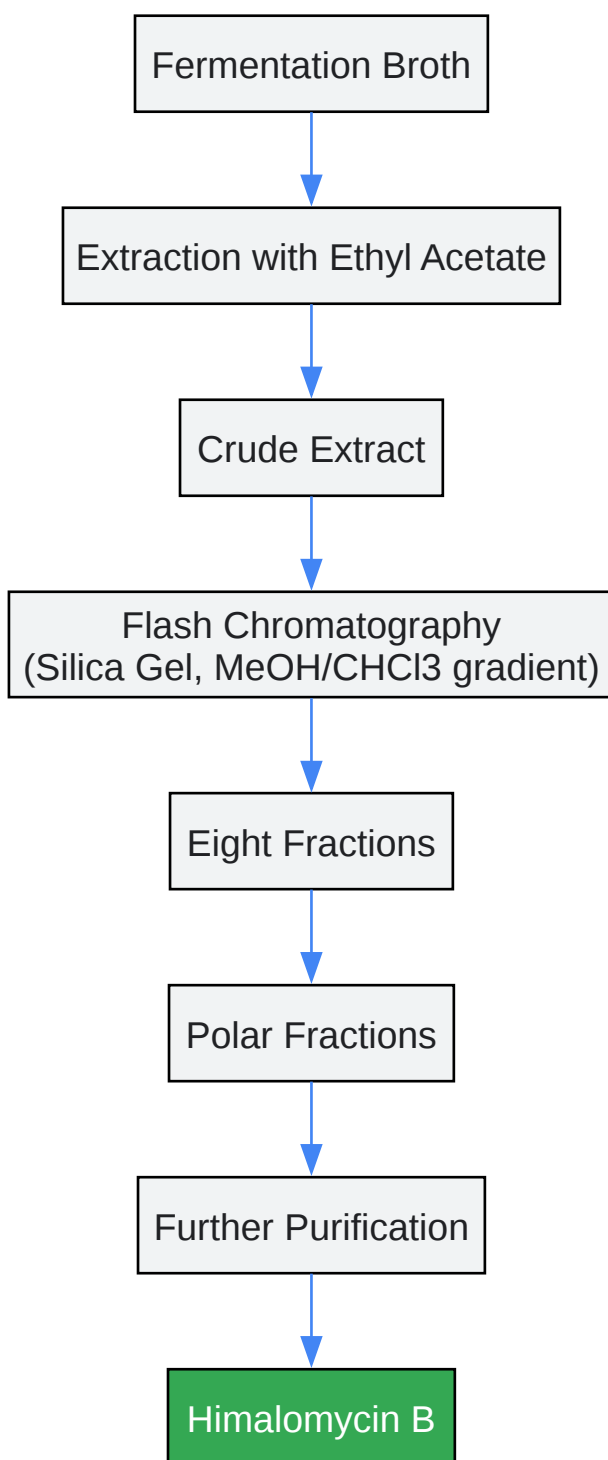 Fermentation Broth
Extraction with Ethyl Acetate
Crude Extract
Flash Chromatography
(Silica Gel, MeOH/CHCl3 gradient)
Eight Fractions
Polar Fractions
Further Purification
Himalomycin B